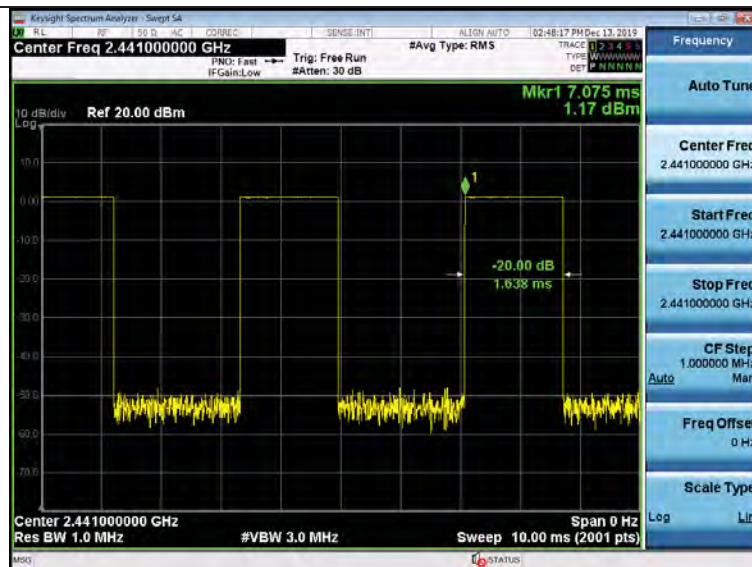 Keysight Spectrum Analyzer - Swept SA
RL RF 50 Ω AC CORREC SENSE:INT ALIGN AUTO 02:48:17 PM Dec 13, 2019
Center Freq 2.441000000 GHz
PNO: Fast
IFGain:Low
Trig: Free Run
#Atten: 30 dB
#Avg Type: RMS
TRACE 1 2 3 4 5 6
TYPE WWWWWW
DET P N N N N N
Mkr1 7.075 ms
1.17 dBm
10 dB/div Ref 20.00 dBm
Log
10.0
0.00
-10.0
-20.0
-30.0
-40.0
-50.0
-60.0
-70.0
1
-20.00 dB
1.638 ms
Center 2.441000000 GHz Span 0 Hz
Res BW 1.0 MHz #VBW 3.0 MHz Sweep 10.00 ms (2001 pts)
MSG STATUS
Frequency
Auto Tune
Center Freq
2.441000000 GHz
Start Freq
2.441000000 GHz
Stop Freq
2.441000000 GHz
CF Step
1.000000 MHz
Auto Man
Freq Offset
0 Hz
Scale Type
Log Lin